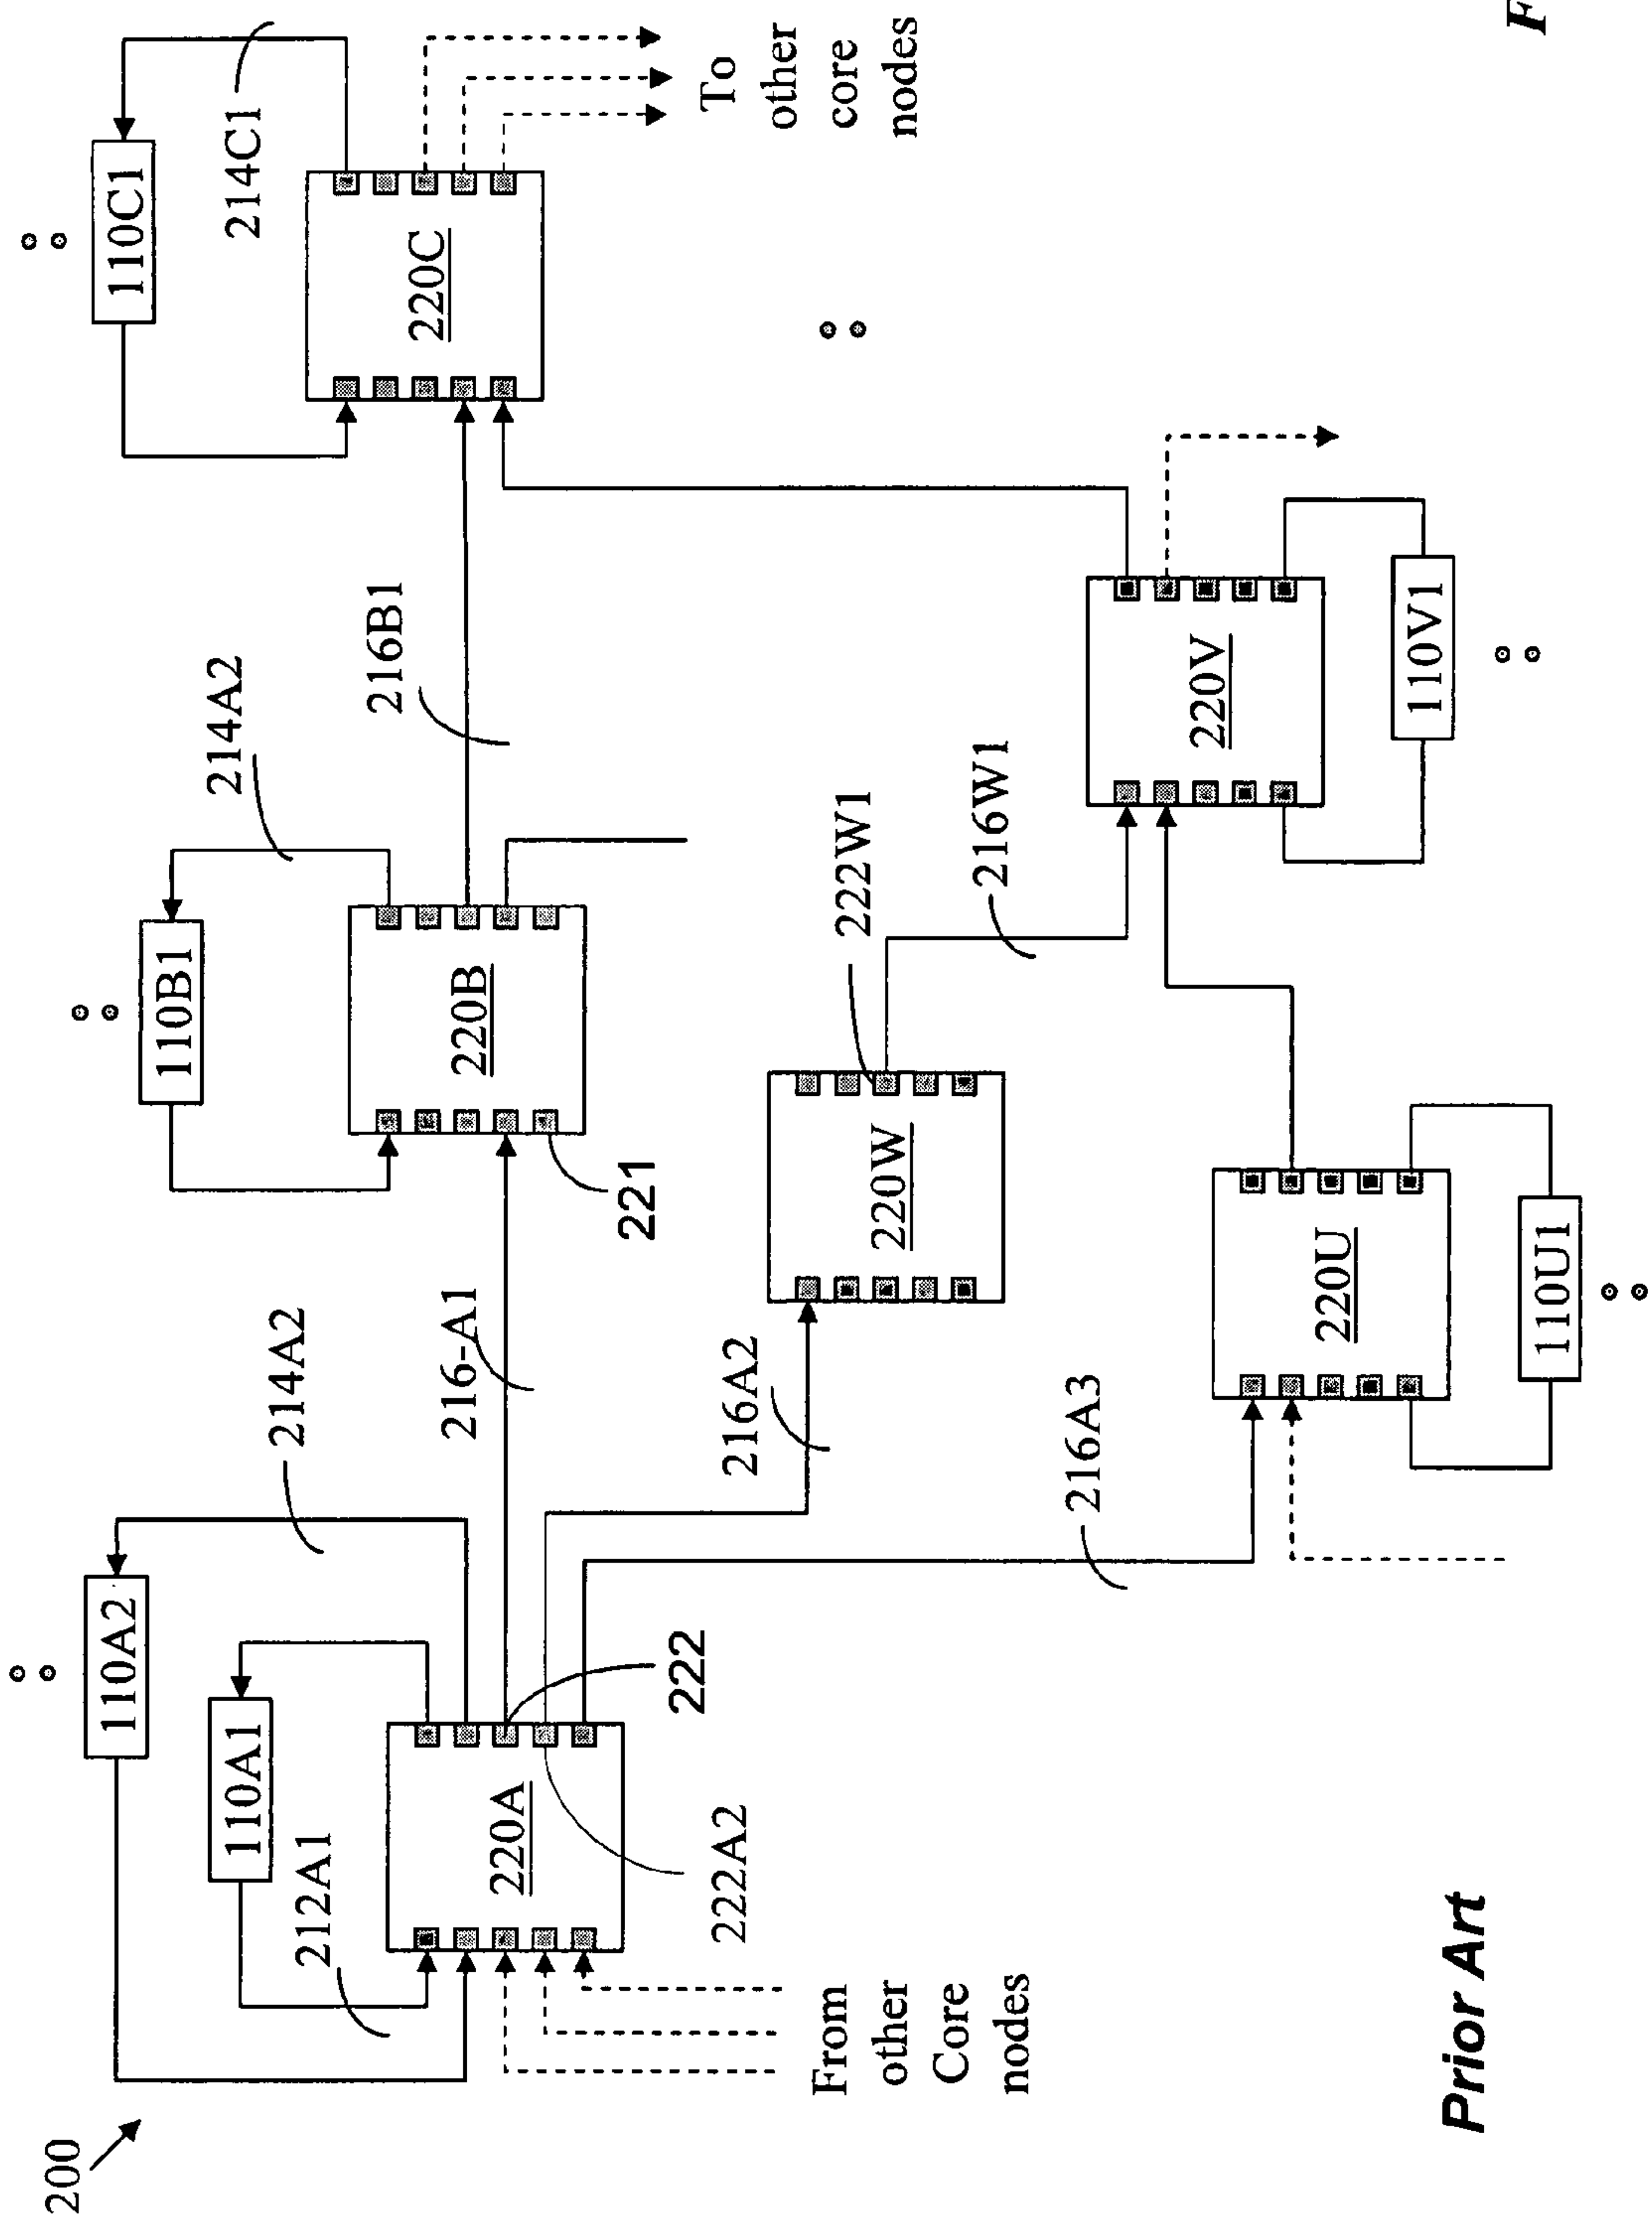 200
110A2
110C1
110B1
110A1
214A2
214C1
214A2
212A1
216B1
220C
216-A1
220B
220A
221
222
To
other
core
nodes
222A2
216A2
From
other
Core
nodes
222W1
220W
216W1
216A3
220V
220U
110V1
110U1
Prior Art
F